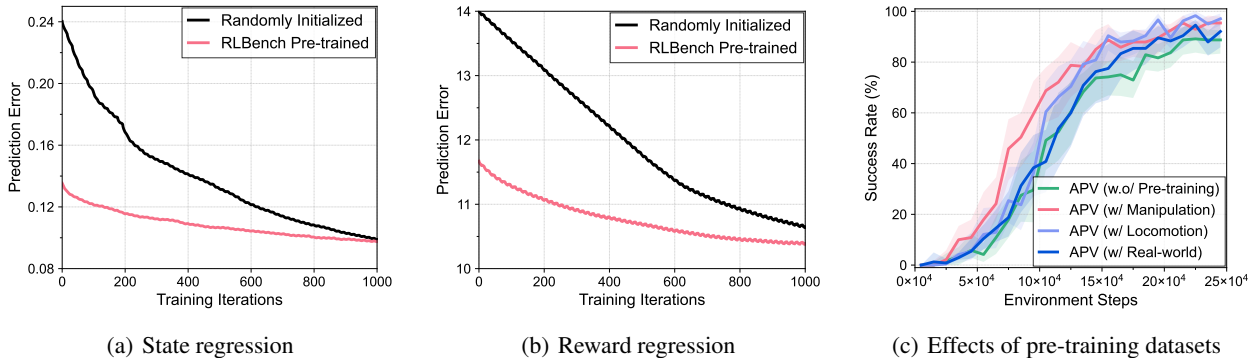 0.24
0.20
0.16
0.12
0.08
Prediction Error
0 200 400 600 800 1000
Training Iterations
Randomly Initialized
RLBench Pre-trained
(a) State regression
14
13
12
11
10
Prediction Error
0 200 400 600 800 1000
Training Iterations
Randomly Initialized
RLBench Pre-trained
(b) Reward regression
100
80
60
40
20
0
Success Rate (%)
0×10⁴ 5×10⁴ 10×10⁴ 15×10⁴ 20×10⁴ 25×10⁴
Environment Steps
APV (w.o/ Pre-training)
APV (w/ Manipulation)
APV (w/ Locomotion)
APV (w/ Real-world)
(c) Effects of pre-training datasets